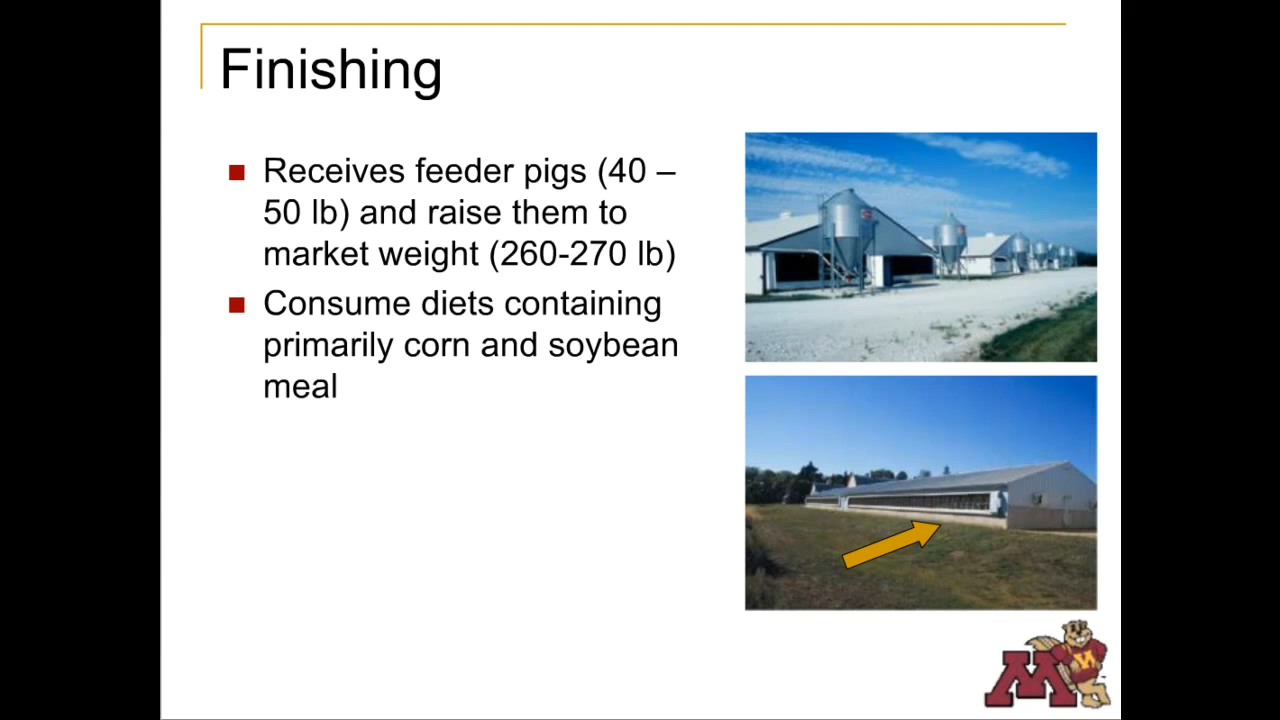 Finishing
Receives feeder pigs (40 –
50 lb) and raise them to
market weight (260-270 lb)
Consume diets containing
primarily corn and soybean
meal
M